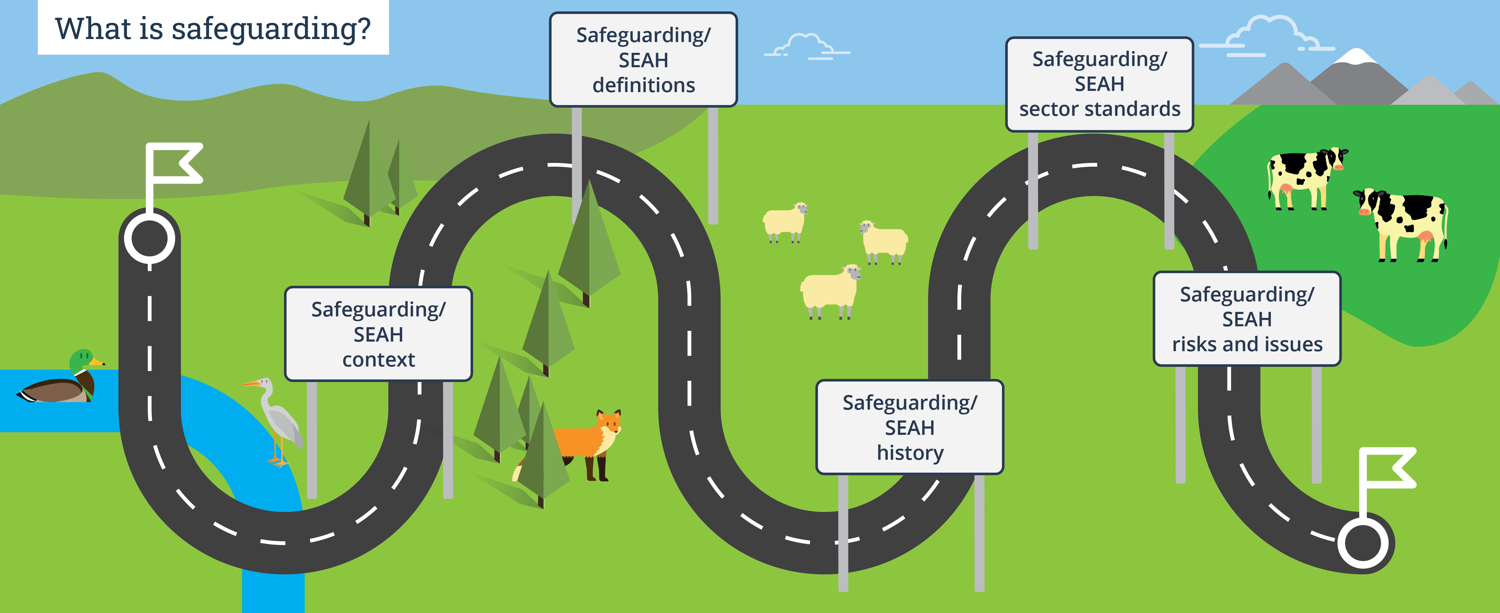 What is safeguarding?
Safeguarding/
SEAH
context
Safeguarding/
SEAH
definitions
Safeguarding/
SEAH
history
Safeguarding/
SEAH
sector standards
Safeguarding/
SEAH
risks and issues